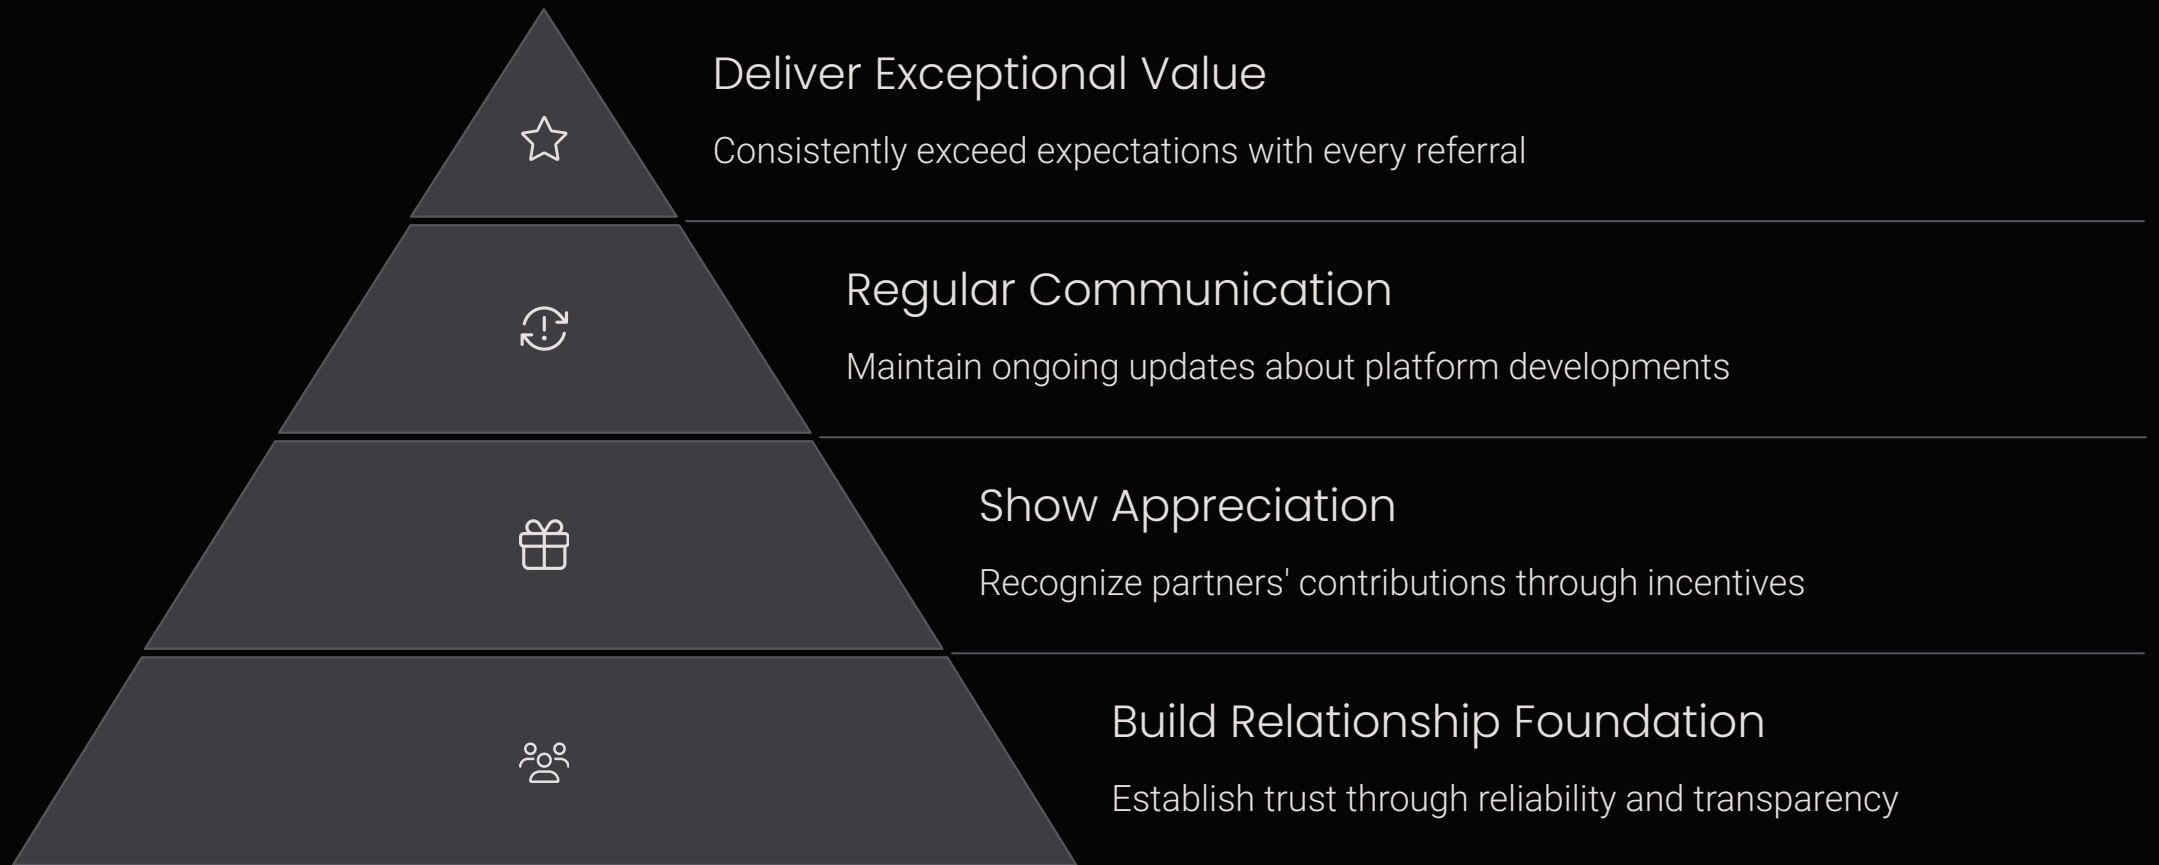 Deliver Exceptional Value
Consistently exceed expectations with every referral
Regular Communication
Maintain ongoing updates about platform developments
Show Appreciation
Recognize partners' contributions through incentives
Build Relationship Foundation
Establish trust through reliability and transparency